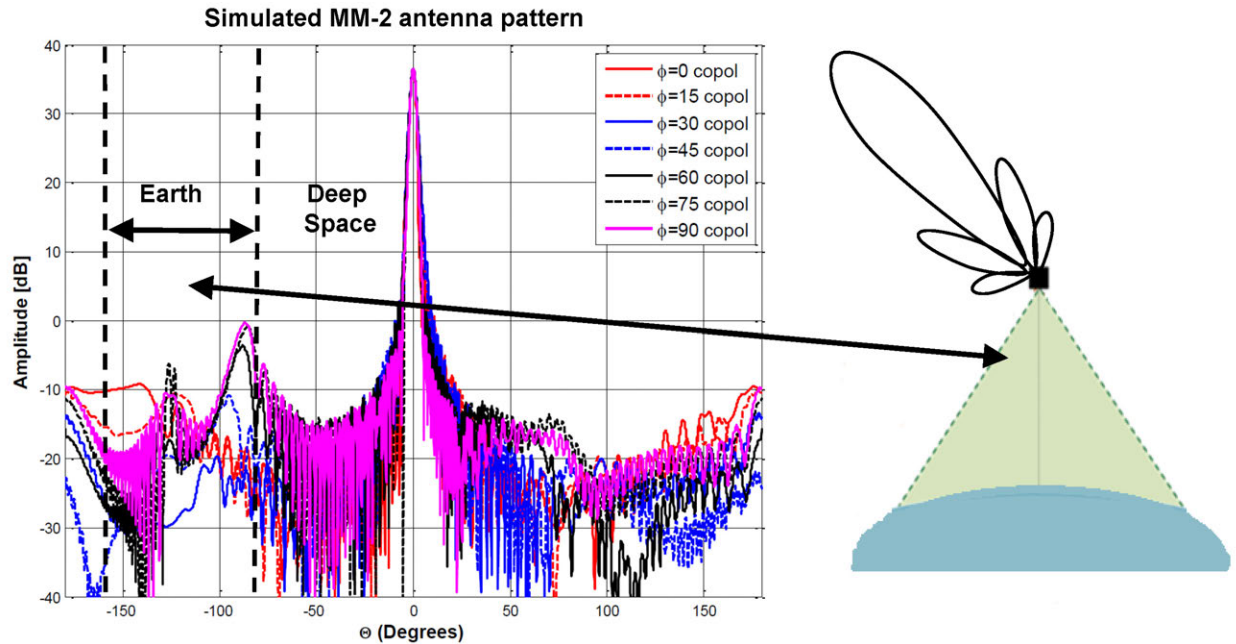 Simulated MM-2 antenna pattern
40
30
20
10
0
-10
-20
-30
-40
Amplitude [dB]
-150
-100
-50
0
50
100
150
Θ (Degrees)
Earth
Deep
Space
ϕ=0 copol
ϕ=15 copol
ϕ=30 copol
ϕ=45 copol
ϕ=60 copol
ϕ=75 copol
ϕ=90 copol